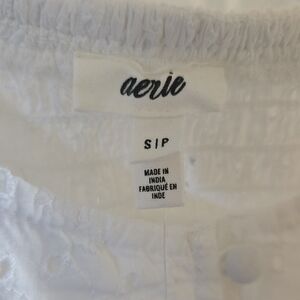 aerie
S|P
MADE IN
INDIA
FABRIQUÉ EN
INDE